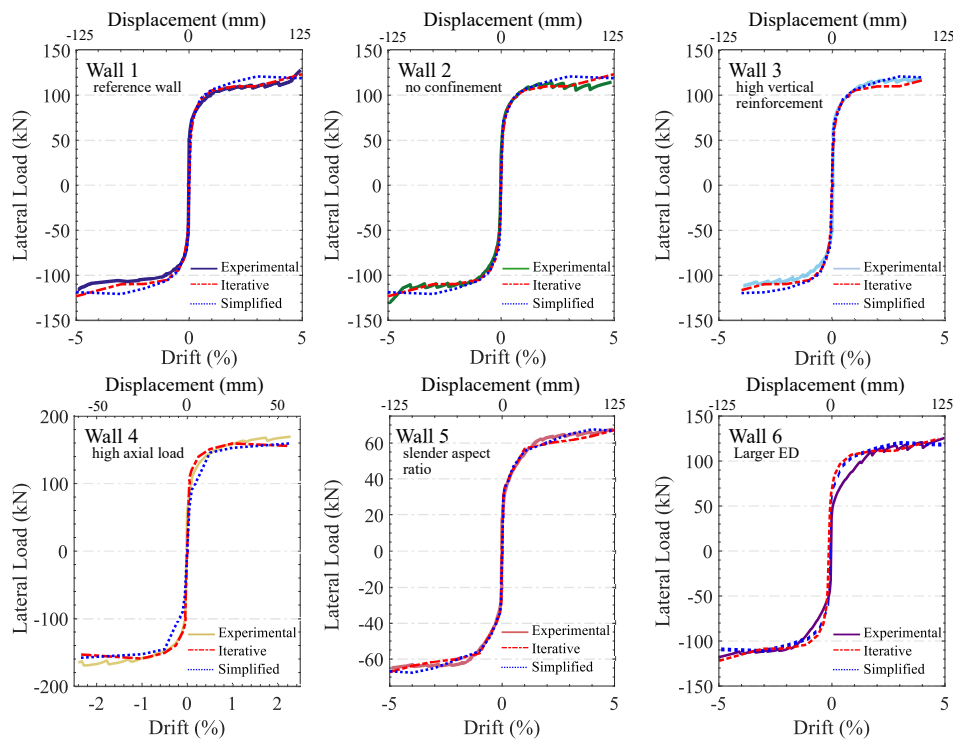 Displacement (mm)
-125 0 125
150
100
50
0
-50
-100
-150
Lateral Load (kN)
Wall 1
reference wall
Experimental
Iterative
Simplified
-5 0 5
Drift (%)
Displacement (mm)
-125 0 125
150
100
50
0
-50
-100
-150
Lateral Load (kN)
Wall 2
no confinement
Experimental
Iterative
Simplified
-5 0 5
Drift (%)
Displacement (mm)
-125 0 125
150
100
50
0
-50
-100
-150
Lateral Load (kN)
Wall 3
high vertical
reinforcement
Experimental
Iterative
Simplified
-5 0 5
Drift (%)
Displacement (mm)
-50 0 50
200
100
0
-100
-200
Lateral Load (kN)
Wall 4
high axial load
Experimental
Iterative
Simplified
-2 -1 0 1 2
Drift (%)
Displacement (mm)
-125 0 125
60
40
20
0
-20
-40
-60
Lateral Load (kN)
Wall 5
slender aspect
ratio
Experimental
Iterative
Simplified
-5 0 5
Drift (%)
Displacement (mm)
-125 0 125
150
100
50
0
-50
-100
-150
Lateral Load (kN)
Wall 6
Larger ED
Experimental
Iterative
Simplified
-5 0 5
Drift (%)